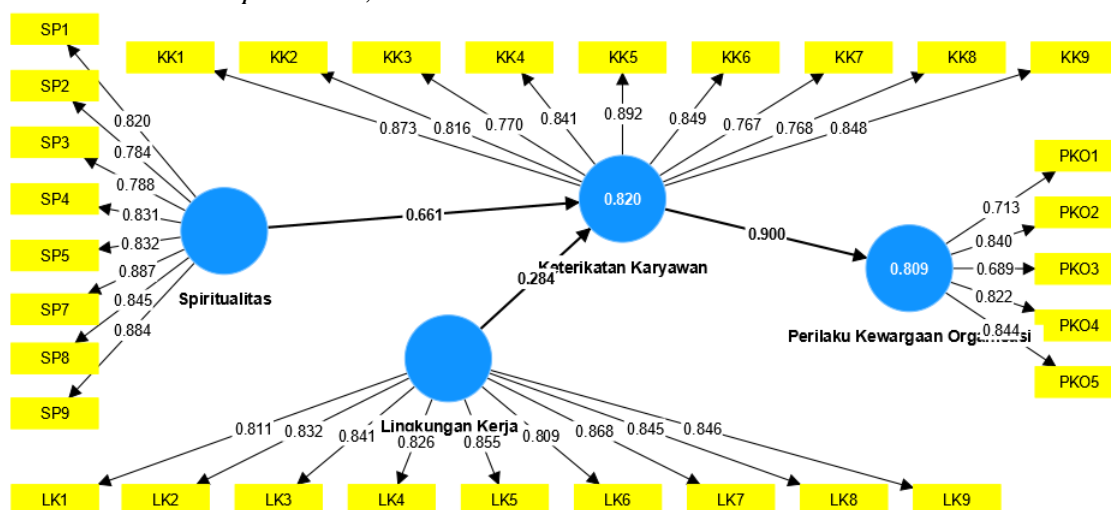 SP1
SP2
SP3
SP4
SP5
SP7
SP8
SP9
0.820
0.784
0.788
0.831
0.832
0.887
0.845
0.884
Spiritualitas
0.661
KK1 KK2 KK3 KK4 KK5 KK6 KK7 KK8 KK9
0.873 0.816 0.770 0.841 0.892 0.849 0.767 0.768 0.848
0.820
Keterikatan Karyawan
0.284
0.900
0.809
Perilaku Kewargaan Organisasi
PKO1
PKO2
PKO3
PKO4
PKO5
0.713
0.840
0.689
0.822
0.844
Lingkungan Kerja
0.811 0.832 0.841 0.826 0.855 0.809 0.868 0.845 0.846
LK1 LK2 LK3 LK4 LK5 LK6 LK7 LK8 LK9